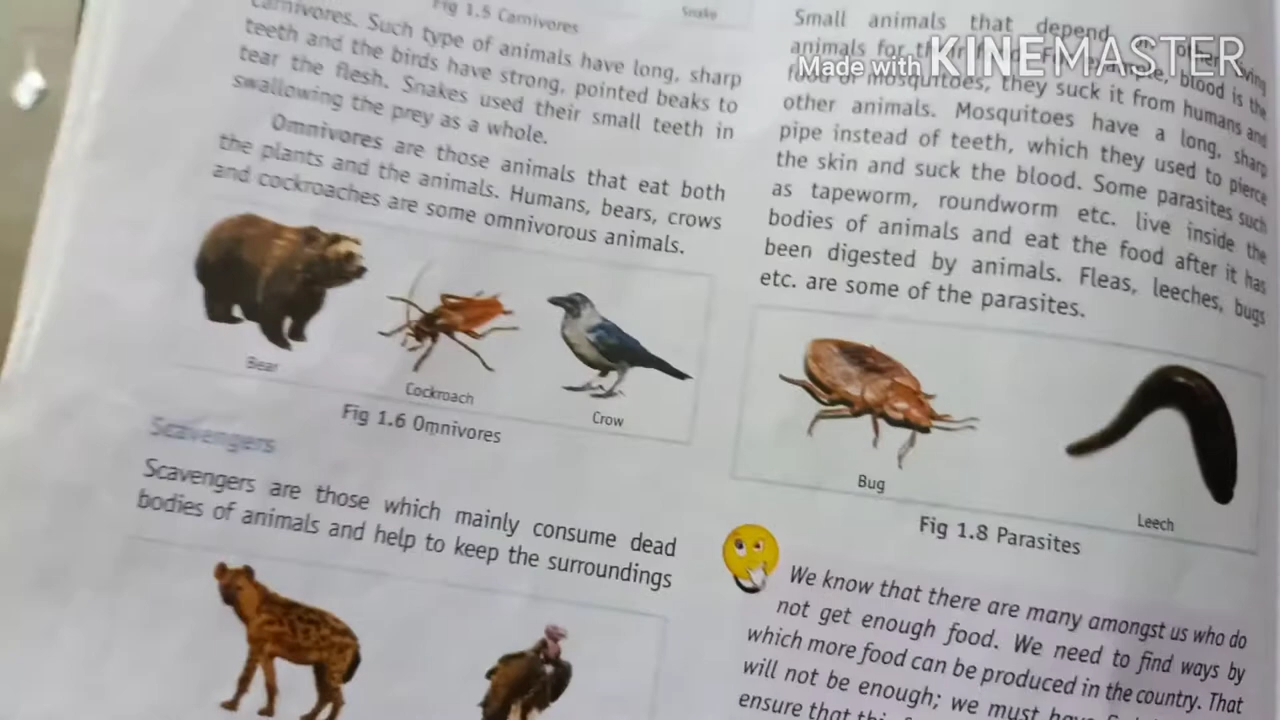 Fig 1.5 Carnivores
Snake
Carnivores. Such type of animals have long, sharp
teeth and the birds have strong, pointed beaks to
tear the flesh. Snakes used their small teeth in
swallowing the prey as a whole.
Omnivores are those animals that eat both
the plants and the animals. Humans, bears, crows
and cockroaches are some omnivorous animals.
Bear
Cockroach
Crow
Fig 1.6 Omnivores
Scavengers
Scavengers are those which mainly consume dead
bodies of animals and help to keep the surroundings
Small animals that depend other living
animals for blood is the
food of mosquitoes, they suck it from humans and
other animals. Mosquitoes have a long, sharp
pipe instead of teeth, which they used to pierce
the skin and suck the blood. Some parasites such
as tapeworm, roundworm etc. live inside the
bodies of animals and eat the food after it has
been digested by animals. Fleas, leeches, bugs
etc. are some of the parasites.
Made with KINEMASTER
Bug
Leech
Fig 1.8 Parasites
We know that there are many amongst us who do
not get enough food. We need to find ways by
which more food can be produced in the country. That
will not be enough; we must have
ensure that